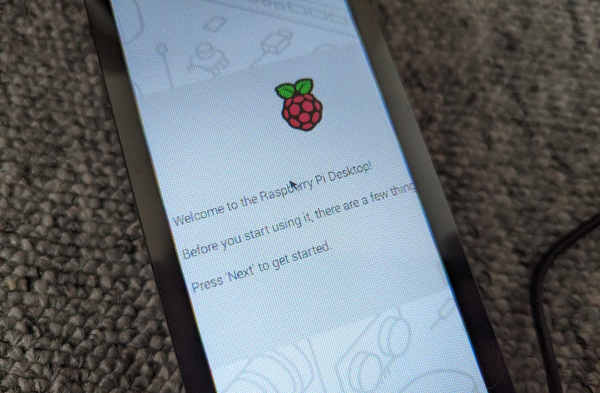 Welcome to the Raspberry Pi Desktop!
Before you start using it, there are a few thing
Press 'Next' to get started.